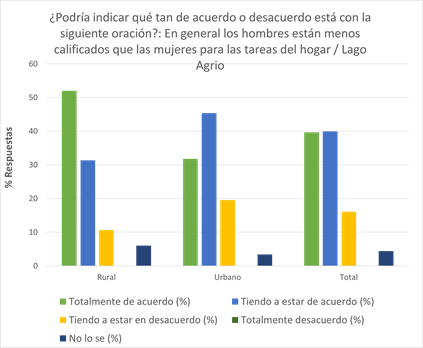 ¿Podría indicar qué tan de acuerdo o desacuerdo está con la
siguiente oración?: En general los hombres están menos
calificados que las mujeres para las tareas del hogar / Lago
Agrio
% Respuestas
60
50
40
30
20
10
0
Rural
Urbano
Total
Totalmente de acuerdo (%)
Tiendo a estar de acuerdo (%)
Tiendo a estar en desacuerdo (%)
Totalmente desacuerdo (%)
No lo se (%)